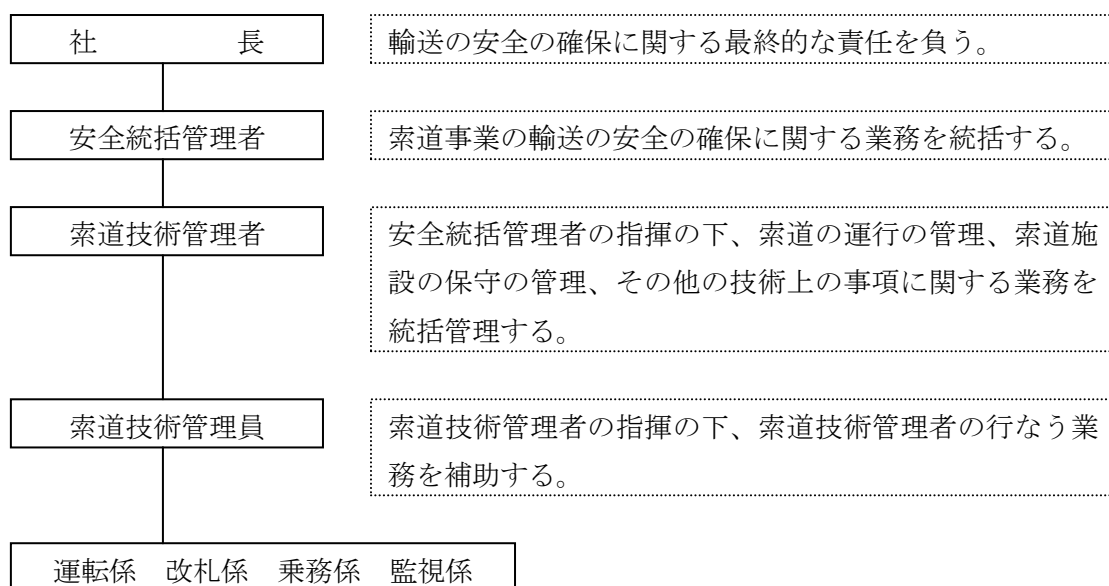 社　　　　　長
輸送の安全の確保に関する最終的な責任を負う。
安全統括管理者
索道事業の輸送の安全の確保に関する業務を統括する。
索道技術管理者
安全統括管理者の指揮の下、索道の運行の管理、索道施
設の保守の管理、その他の技術上の事項に関する業務を
統括管理する。
索道技術管理員
索道技術管理者の指揮の下、索道技術管理者の行なう業
務を補助する。
運転係　改札係　乗務係　監視係